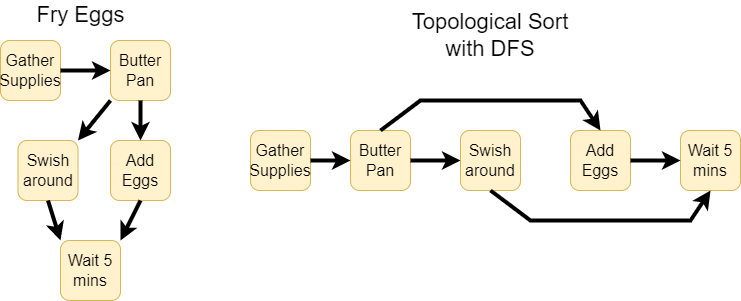 Fry Eggs
Gather
Supplies
Butter
Pan
Swish
around
Add
Eggs
Wait 5
mins
Topological Sort
with DFS
Gather
Supplies
Butter
Pan
Swish
around
Add
Eggs
Wait 5
mins